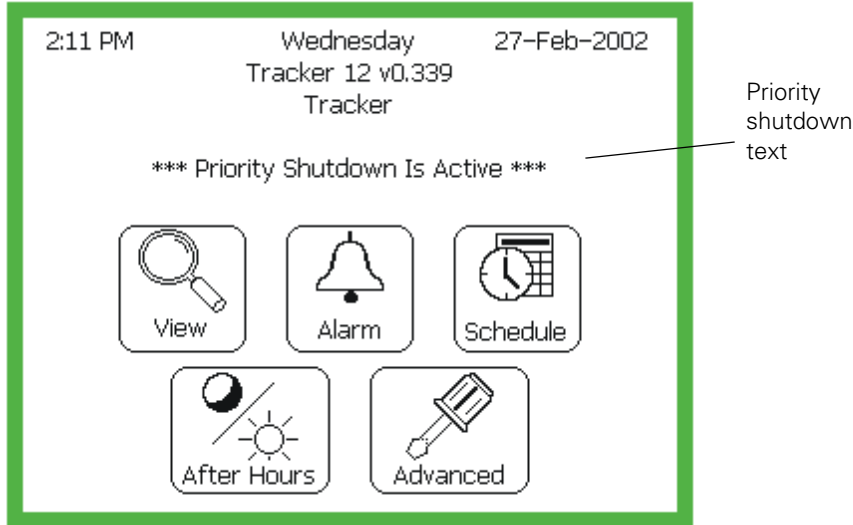 2:11 PM Wednesday 27-Feb-2002
Tracker 12 v0.339
Tracker
*** Priority Shutdown Is Active ***
Priority
shutdown
text
View Alarm Schedule
After Hours Advanced